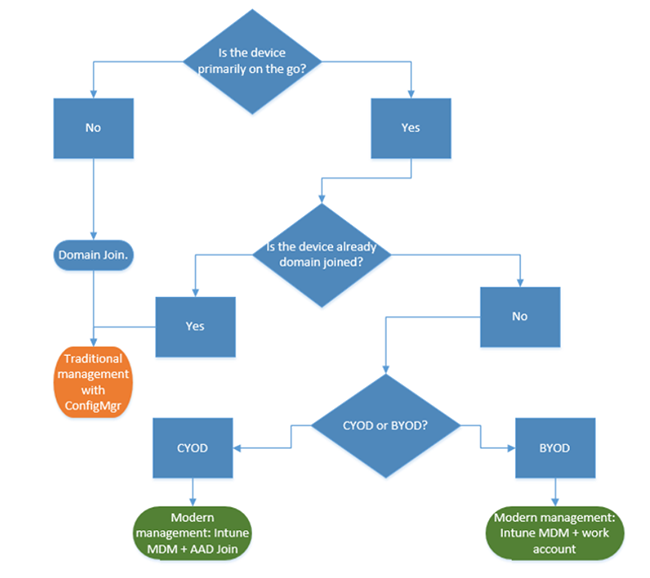 Is the device
primarily on the go?
No
Yes
Domain Join.
Is the device already
domain joined?
Yes
No
Traditional
management
with
ConfigMgr
CYOD or BYOD?
CYOD
BYOD
Modern
management: Intune
MDM + AAD Join
Modern management:
Intune MDM + work
account